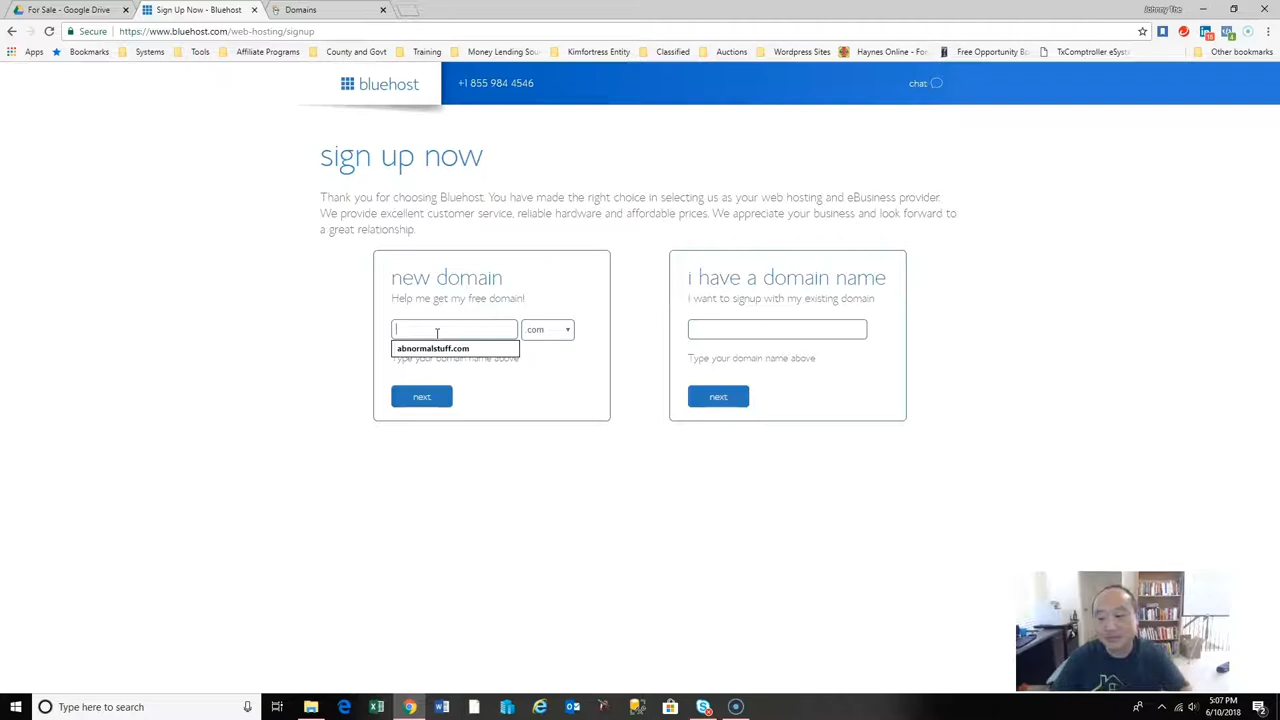 For Sale - Google Drive
Sign Up Now - Bluehost
Domains
Johnny The
Secure
https://www.bluehost.com/web-hosting/signup
Apps
Bookmarks
Systems
Tools
Affiliate Programs
County and Govt
Training
Money Lending Sou
Kimfortress Entity
Classified
Auctions
Wordpress Sites
Haynes Online - For
Free Opportunity Bo
TxComptroller eSyst
Other bookmarks
bluehost
+1 855 984 4546
chat
sign up now
Thank you for choosing Bluehost. You have made the right choice in selecting us as your web hosting and eBusiness provider.
We provide excellent customer service, reliable hardware and affordable prices. We appreciate your business and look forward to
a great relationship.
new domain
Help me get my free domain!
.com
abnormalstuff.com
Type your domain name above
next
i have a domain name
I want to signup with my existing domain
Type your domain name above
next
Type here to search
5:07 PM
6/10/2018